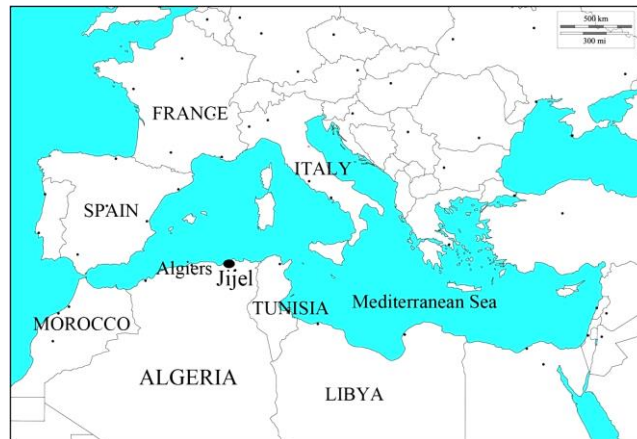 500 km
300 mi
FRANCE
ITALY
SPAIN
Algiers
Jijel
TUNISIA
Mediterranean Sea
MOROCCO
ALGERIA
LIBYA